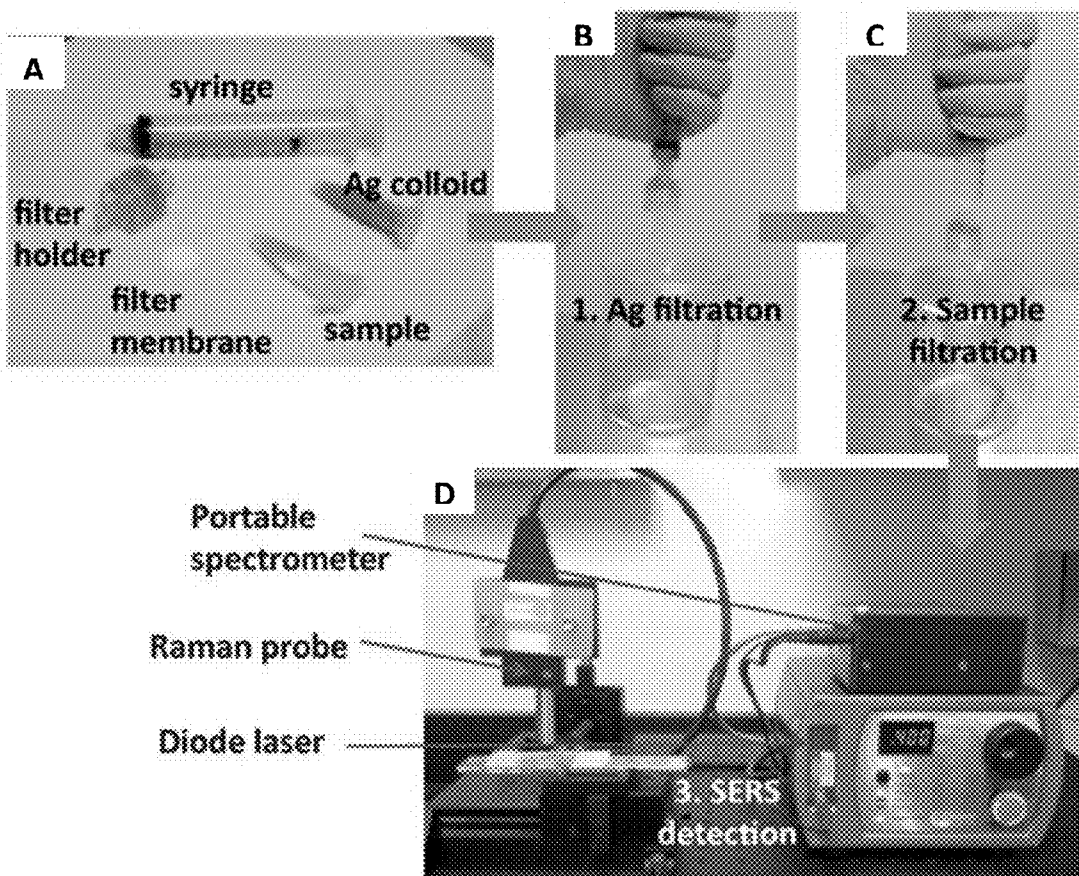 A
syringe
Ag colloid
filter
holder
filter
membrane
sample
B
1. Ag filtration
C
2. Sample
filtration
D
Portable
spectrometer
Raman probe
Diode laser
3. SERS
detection